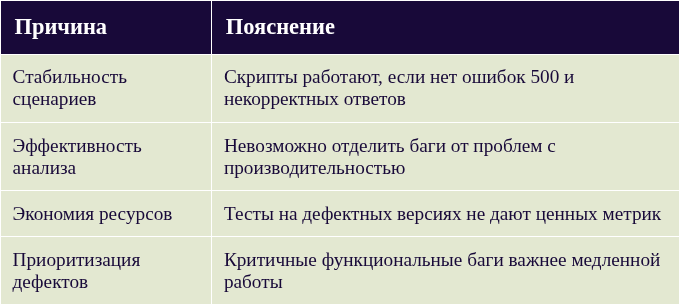 Причина
Пояснение
Стабильность
сценариев
Скрипты работают, если нет ошибок 500 и
некорректных ответов
Эффективность
анализа
Невозможно отделить баги от проблем с
производительностью
Экономия ресурсов
Тесты на дефектных версиях не дают ценных метрик
Приоритизация
дефектов
Критичные функциональные баги важнее медленной
работы